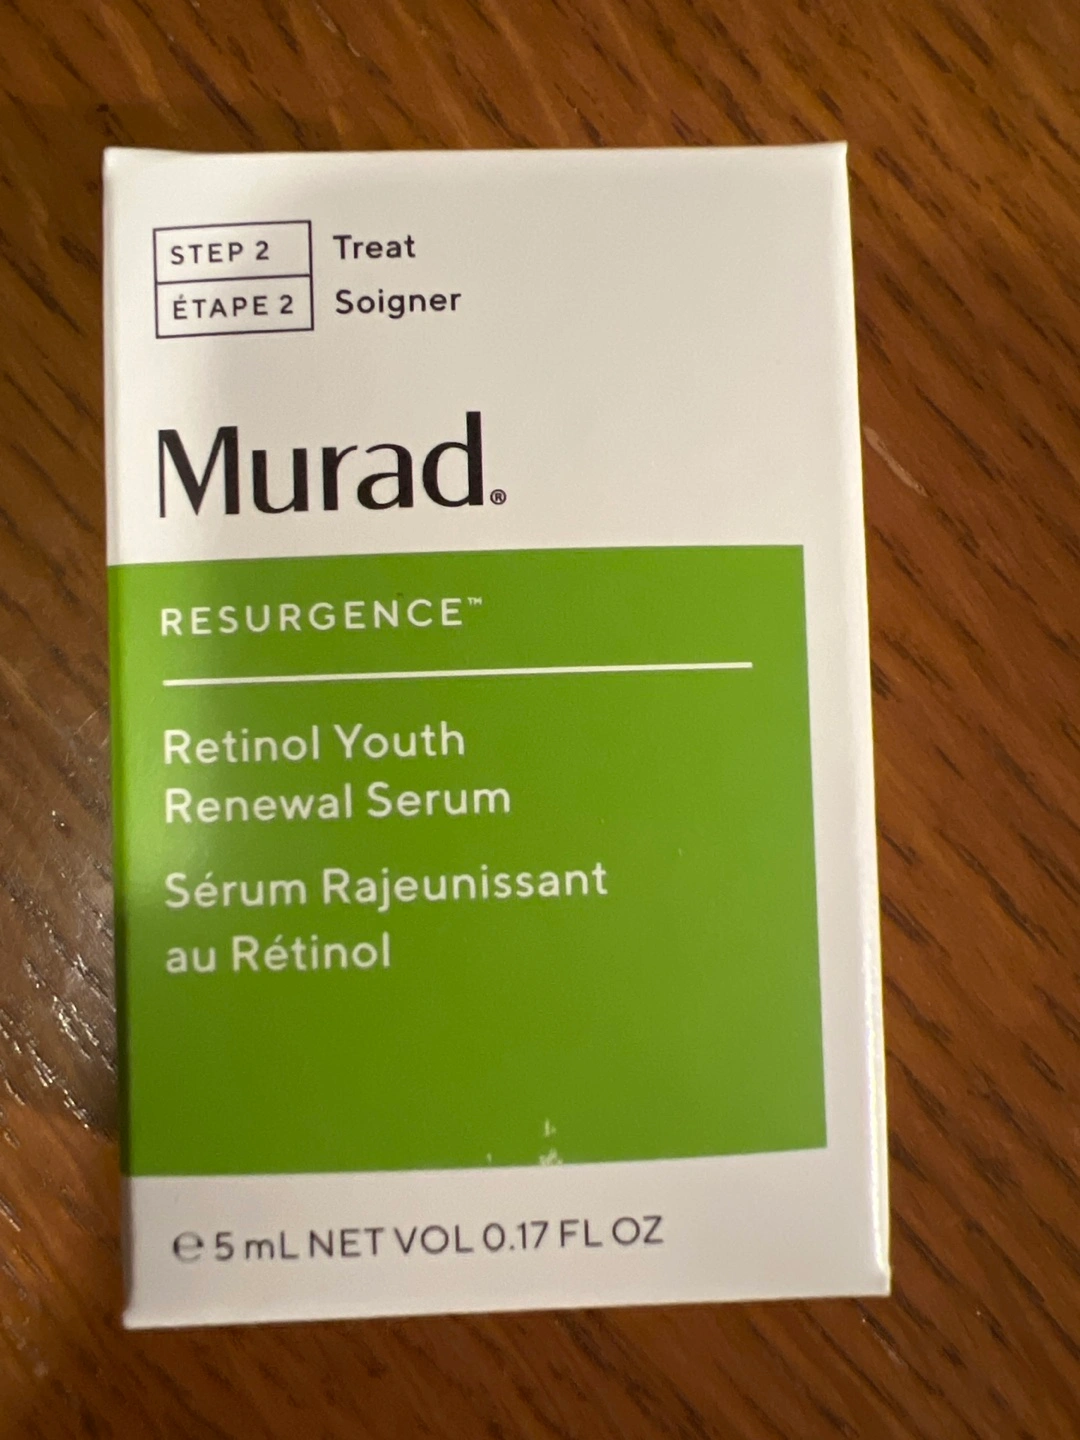 STEP 2 Treat
ÉTAPE 2 Soigner
Murad®
RESURGENCE™
Retinol Youth
Renewal Serum
Sérum Rajeunissant
au Rétinol
℮ 5 mL NET VOL 0.17 FL OZ